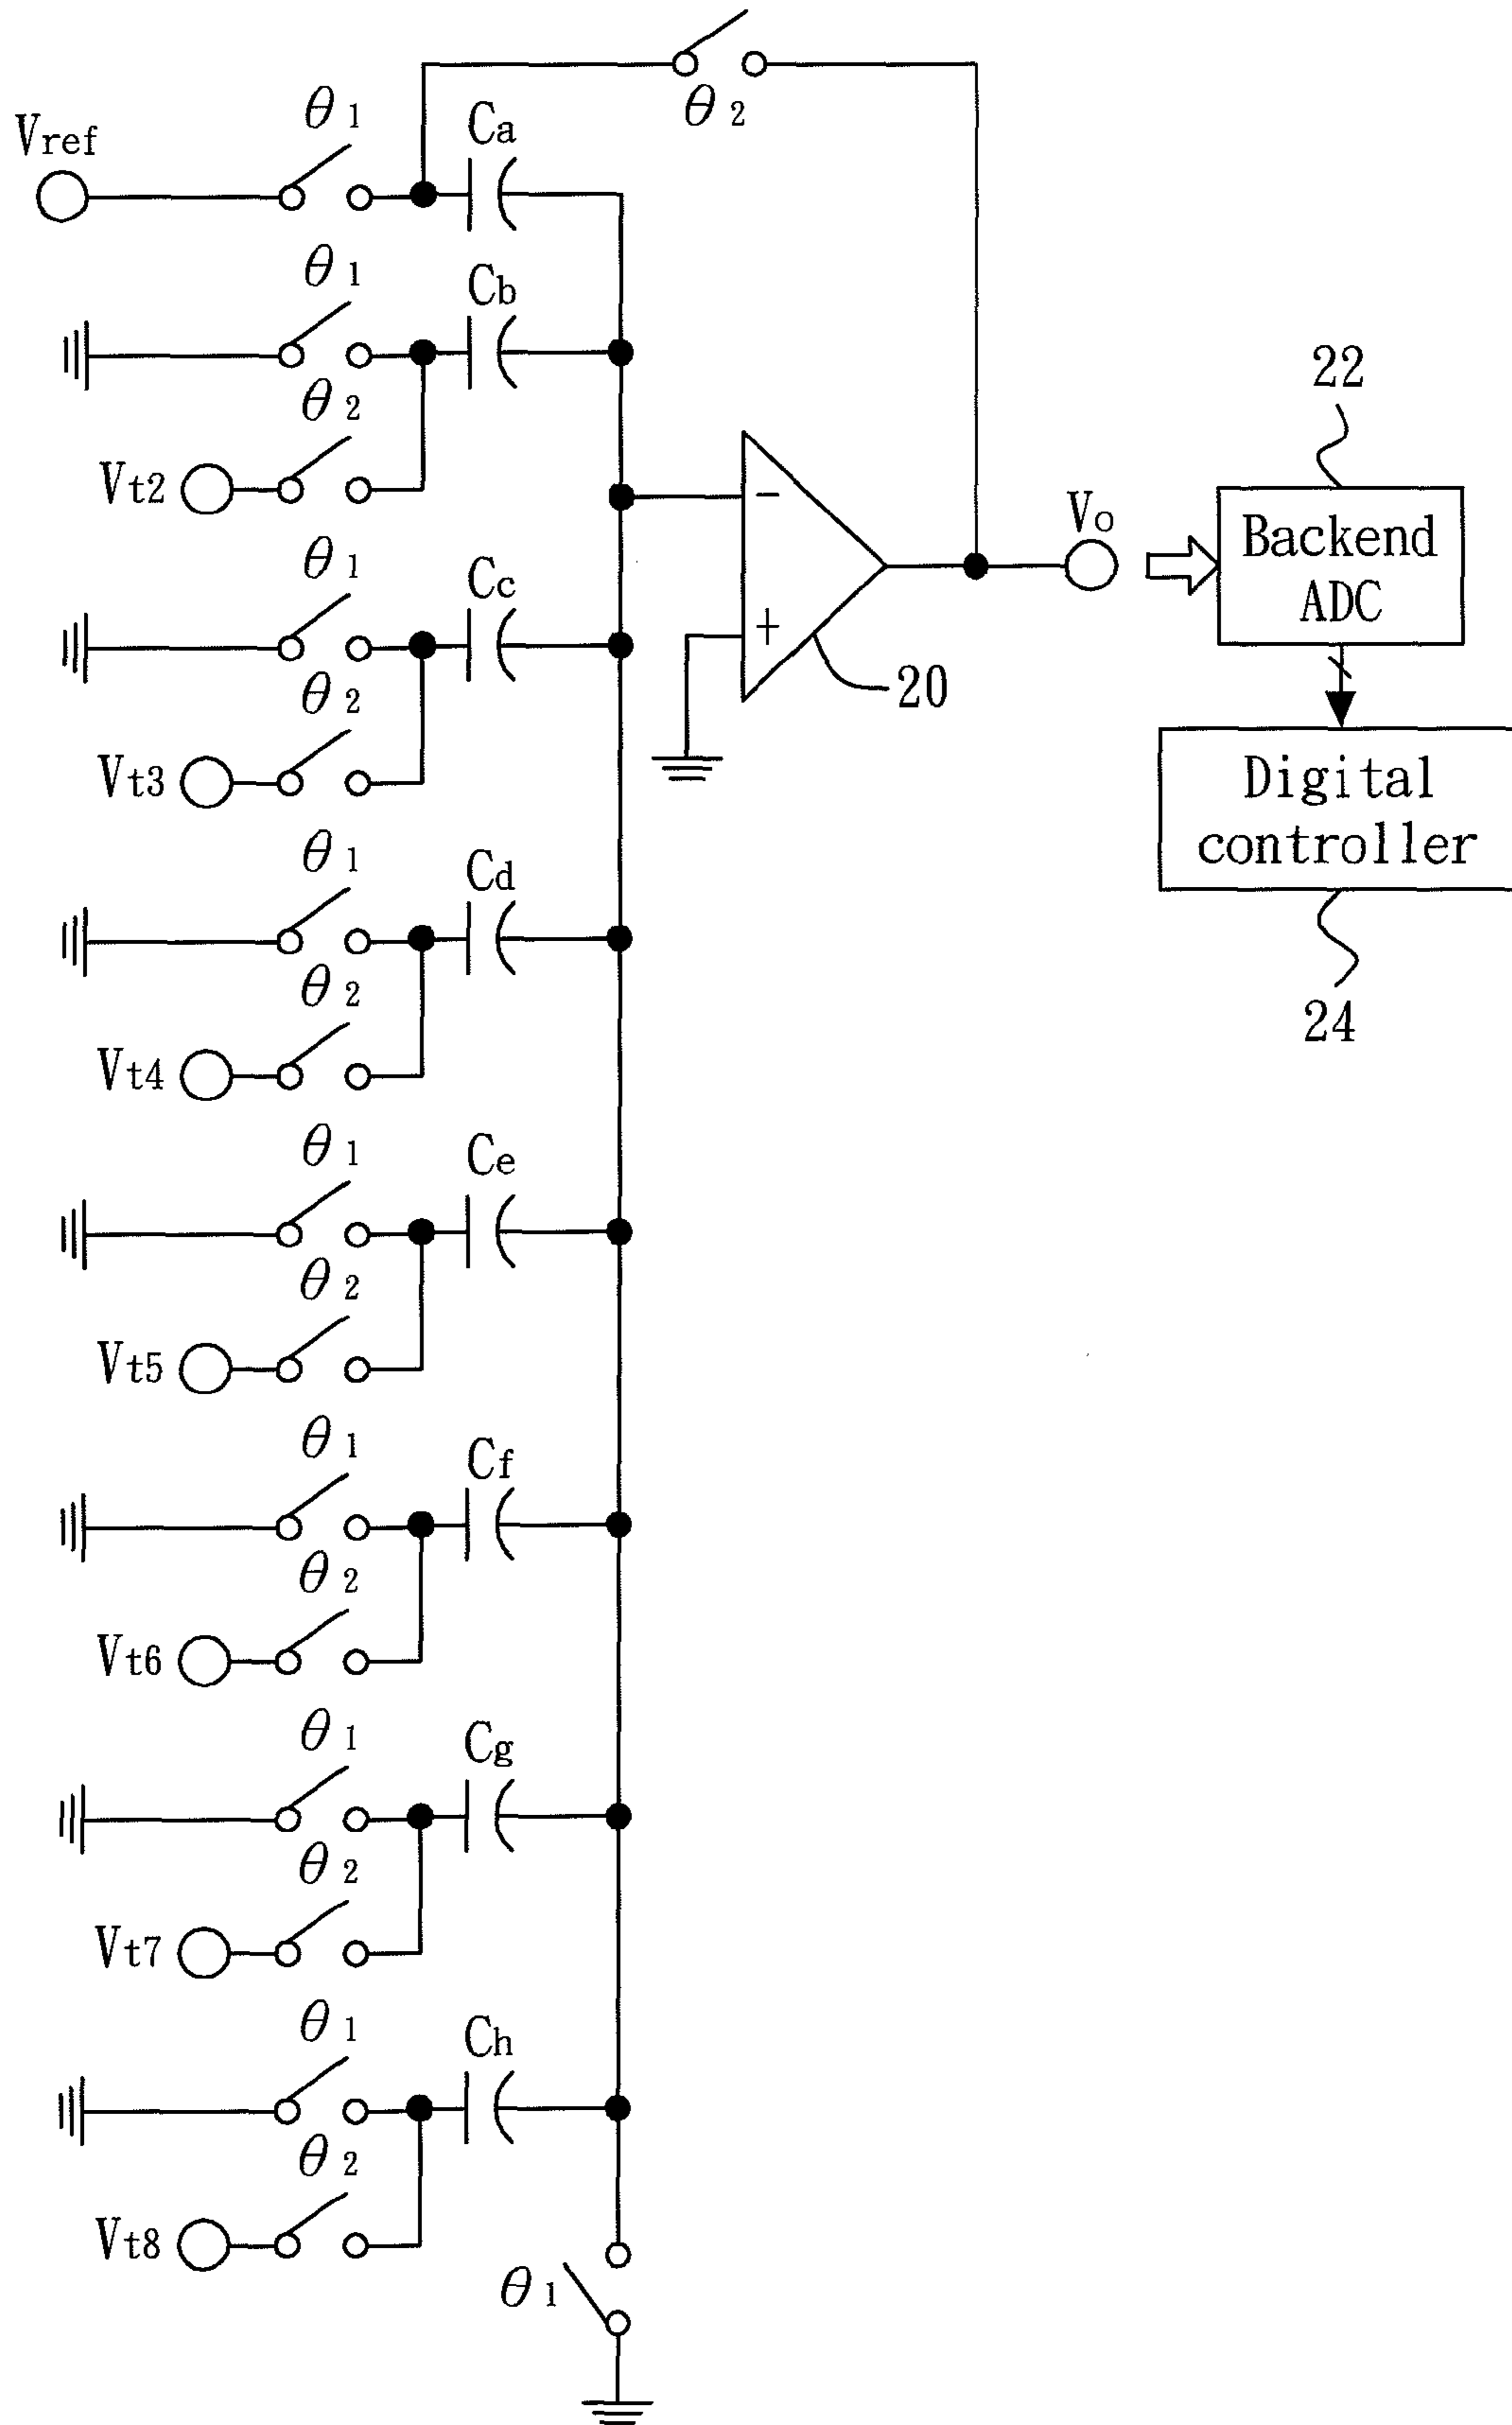 θ2
Vref
θ1
Ca
θ1
Cb
θ2
Vt2
22
Vo
Backend
ADC
θ1
Cc
-
+
20
θ2
Vt3
Digital
controller
24
θ1
Cd
θ2
Vt4
θ1
Ce
θ2
Vt5
θ1
Cf
θ2
Vt6
θ1
Cg
θ2
Vt7
θ1
Ch
θ2
Vt8
θ1